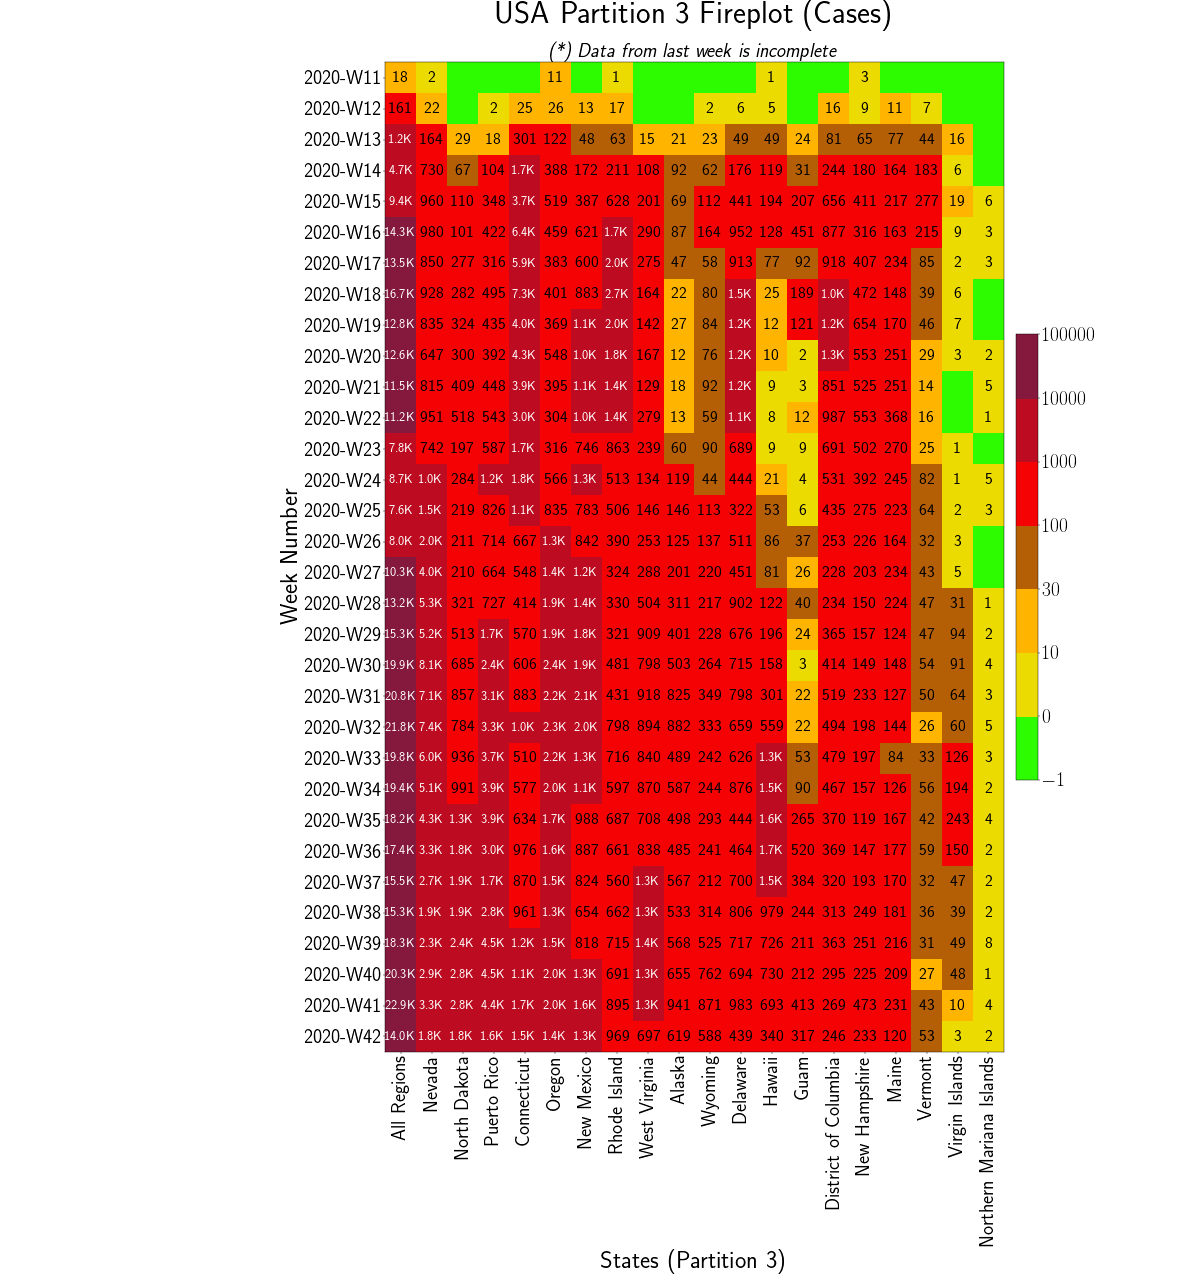 USA Partition 3 Fireplot (Cases)
(*) Data from last week is incomplete
2020-W11 18 2 11 1 1 3
2020-W12 161 22 2 25 26 13 17 2 6 5 16 9 11 7
2020-W13 1.2K 164 29 18 301 122 48 63 15 21 23 49 49 24 81 65 77 44 16
2020-W14 4.7K 730 67 104 1.7K 388 172 211 108 92 62 176 119 31 244 180 164 183 6
2020-W15 9.4K 960 110 348 3.7K 519 387 628 201 69 112 441 194 207 656 411 217 277 19 6
2020-W16 14.3K 980 101 422 6.4K 459 621 1.7K 290 87 164 952 128 451 877 316 163 215 9 3
2020-W17 13.5K 850 277 316 5.9K 383 600 2.0K 275 47 58 913 77 92 918 407 234 85 2 3
2020-W18 16.7K 928 282 495 7.3K 401 883 2.7K 164 22 80 1.5K 25 189 1.0K 472 148 39 6
2020-W19 12.8K 835 324 435 4.0K 369 1.1K 2.0K 142 27 84 1.2K 12 121 1.2K 654 170 46 7
2020-W20 12.6K 647 300 392 4.3K 548 1.0K 1.8K 167 12 76 1.2K 10 2 1.3K 553 251 29 3 2
2020-W21 11.5K 815 409 448 3.9K 395 1.1K 1.4K 129 18 92 1.2K 9 3 851 525 251 14 5
2020-W22 11.2K 951 518 543 3.0K 304 1.0K 1.4K 279 13 59 1.1K 8 12 987 553 368 16 1
2020-W23 7.8K 742 197 587 1.7K 316 746 863 239 60 90 689 9 9 691 502 270 25 1
2020-W24 8.7K 1.0K 284 1.2K 1.8K 566 1.3K 513 134 119 44 444 21 4 531 392 245 82 1 5
2020-W25 7.6K 1.5K 219 826 1.1K 835 783 506 146 146 113 322 53 6 435 275 223 64 2 3
2020-W26 8.0K 2.0K 211 714 667 1.3K 842 390 253 125 137 511 86 37 253 226 164 32 3
2020-W27 10.3K 4.0K 210 664 548 1.4K 1.2K 324 288 201 220 451 81 26 228 203 234 43 5
2020-W28 13.2K 5.3K 321 727 414 1.9K 1.4K 330 504 311 217 902 122 40 234 150 224 47 31 1
2020-W29 15.3K 5.2K 513 1.7K 570 1.9K 1.8K 321 909 401 228 676 196 24 365 157 124 47 94 2
2020-W30 19.9K 8.1K 685 2.4K 606 2.4K 1.9K 481 798 503 264 715 158 3 414 149 148 54 91 4
2020-W31 20.8K 7.1K 857 3.1K 883 2.2K 2.1K 431 918 825 349 798 301 22 519 233 127 50 64 3
2020-W32 21.8K 7.4K 784 3.3K 1.0K 2.3K 2.0K 798 894 882 333 659 559 22 494 198 144 26 60 5
2020-W33 19.8K 6.0K 936 3.7K 510 2.2K 1.3K 716 840 489 242 626 1.3K 53 479 197 84 33 126 3
2020-W34 19.4K 5.1K 991 3.9K 577 2.0K 1.1K 597 870 587 244 876 1.5K 90 467 157 126 56 194 2
2020-W35 18.2K 4.3K 1.3K 3.9K 634 1.7K 988 687 708 498 293 444 1.6K 265 370 119 167 42 243 4
2020-W36 17.4K 3.3K 1.8K 3.0K 976 1.6K 887 661 838 485 241 464 1.7K 520 369 147 177 59 150 2
2020-W37 15.5K 2.7K 1.9K 1.7K 870 1.5K 824 560 1.3K 567 212 700 1.5K 384 320 193 170 32 47 2
2020-W38 15.3K 1.9K 1.9K 2.8K 961 1.3K 654 662 1.3K 533 314 806 979 244 313 249 181 36 39 2
2020-W39 18.3K 2.3K 2.4K 4.5K 1.2K 1.5K 818 715 1.4K 568 525 717 726 211 363 251 216 31 49 8
2020-W40 20.3K 2.9K 2.8K 4.5K 1.1K 2.0K 1.3K 691 1.3K 655 762 694 730 212 295 225 209 27 48 1
2020-W41 22.9K 3.3K 2.8K 4.4K 1.7K 2.0K 1.6K 895 1.3K 941 871 983 693 413 269 473 231 43 10 4
2020-W42 14.0K 1.8K 1.8K 1.6K 1.5K 1.4K 1.3K 969 697 619 588 439 340 317 246 233 120 53 3 2
Week Number
All Regions
Nevada
North Dakota
Puerto Rico
Connecticut
Oregon
New Mexico
Rhode Island
West Virginia
Alaska
Wyoming
Delaware
Hawaii
Guam
District of Columbia
New Hampshire
Maine
Vermont
Virgin Islands
Northern Mariana Islands
States (Partition 3)
100000
10000
1000
100
30
10
0
−1